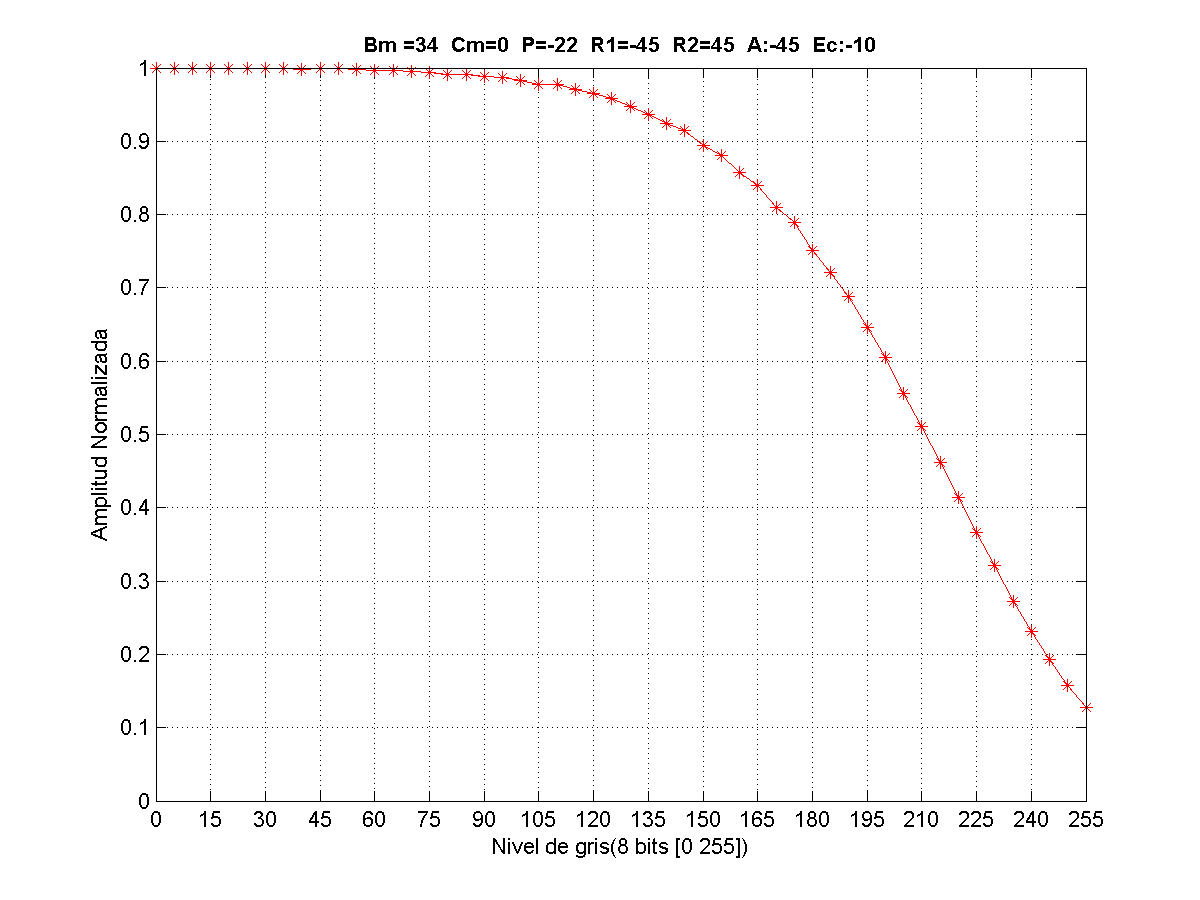 Bm =34 Cm=0 P=-22 R1=-45 R2=45 A:-45 Ec:-10
Amplitud Normalizada
1
0.9
0.8
0.7
0.6
0.5
0.4
0.3
0.2
0.1
0
0 15 30 45 60 75 90 105 120 135 150 165 180 195 210 225 240 255
Nivel de gris(8 bits [0 255])